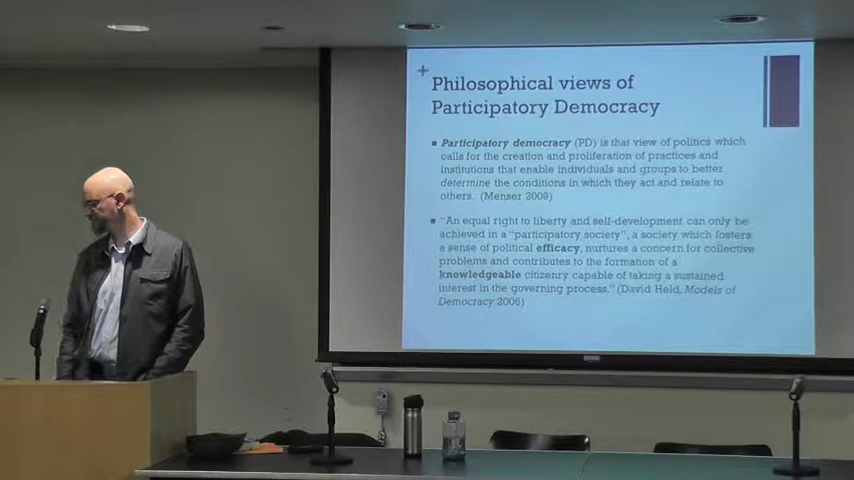 +
Philosophical views of
Participatory Democracy
▪ Participatory democracy (PD) is that view of politics which
calls for the creation and proliferation of practices and
institutions that enable individuals and groups to better
determine the conditions in which they act and relate to
others. (Menser 2009)
▪ "An equal right to liberty and self-development can only be
achieved in a "participatory society", a society which fosters
a sense of political efficacy, nurtures a concern for collective
problems and contributes to the formation of a
knowledgeable citizenry capable of taking a sustained
interest in the governing process." (David Held, Models of
Democracy 2006)